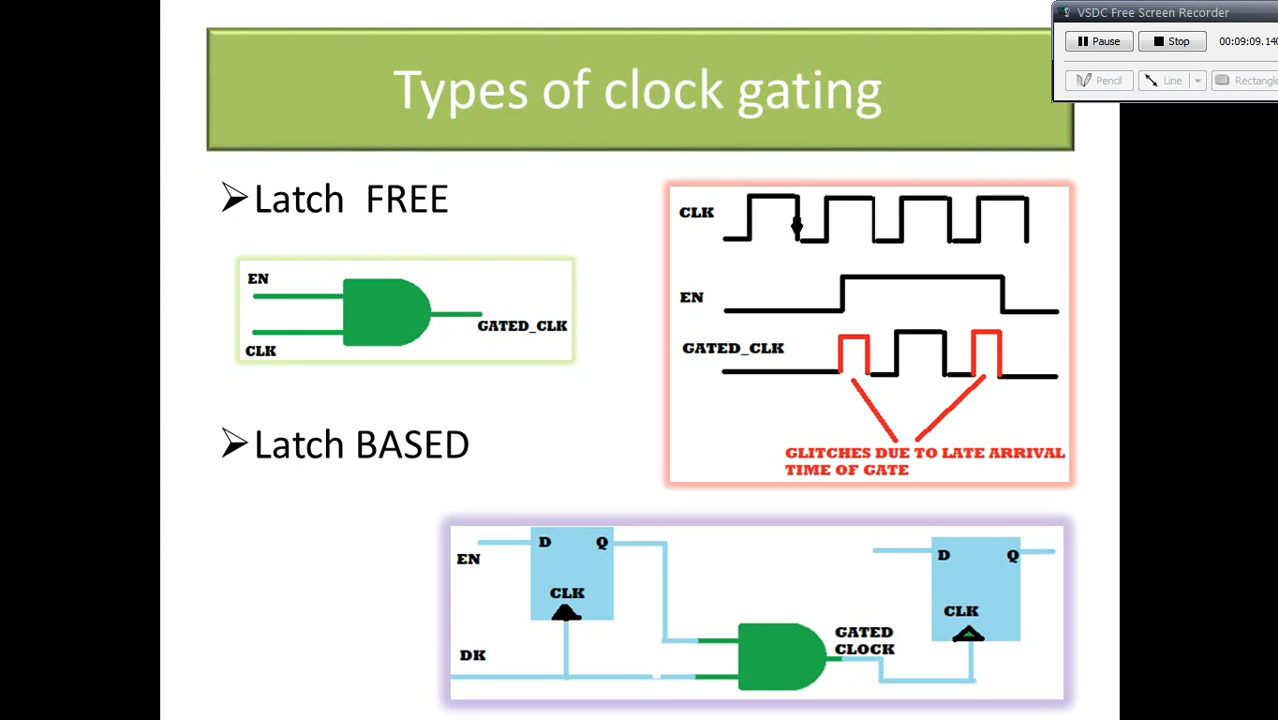 VSDC Free Screen Recorder
Pause
Stop
00:09:09.140
Pencil
Line
Rectangle
Types of clock gating
Latch FREE
EN
CLK
GATED_CLK
CLK
EN
GATED_CLK
GLITCHES DUE TO LATE ARRIVAL
TIME OF GATE
Latch BASED
EN
D
Q
CLK
DK
GATED
CLOCK
D
Q
CLK